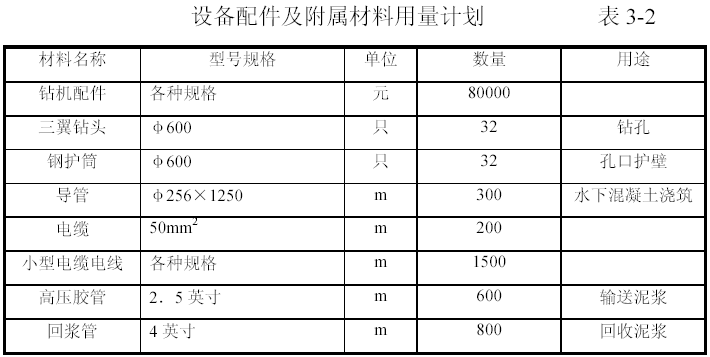 设备配件及附属材料用量计划 表 3-2
材料名称 型号规格 单位 数量 用途
钻机配件 各种规格 元 80000
三翼钻头 φ600 只 32 钻孔
钢护筒 φ600 只 32 孔口护壁
导管 φ256×1250 m 300 水下混凝土浇筑
电缆 50mm² 200
小型电缆电线 各种规格 m 1500
高压胶管 2．5 英寸 m 600 输送泥浆
回浆管 4 英寸 m 800 回收泥浆